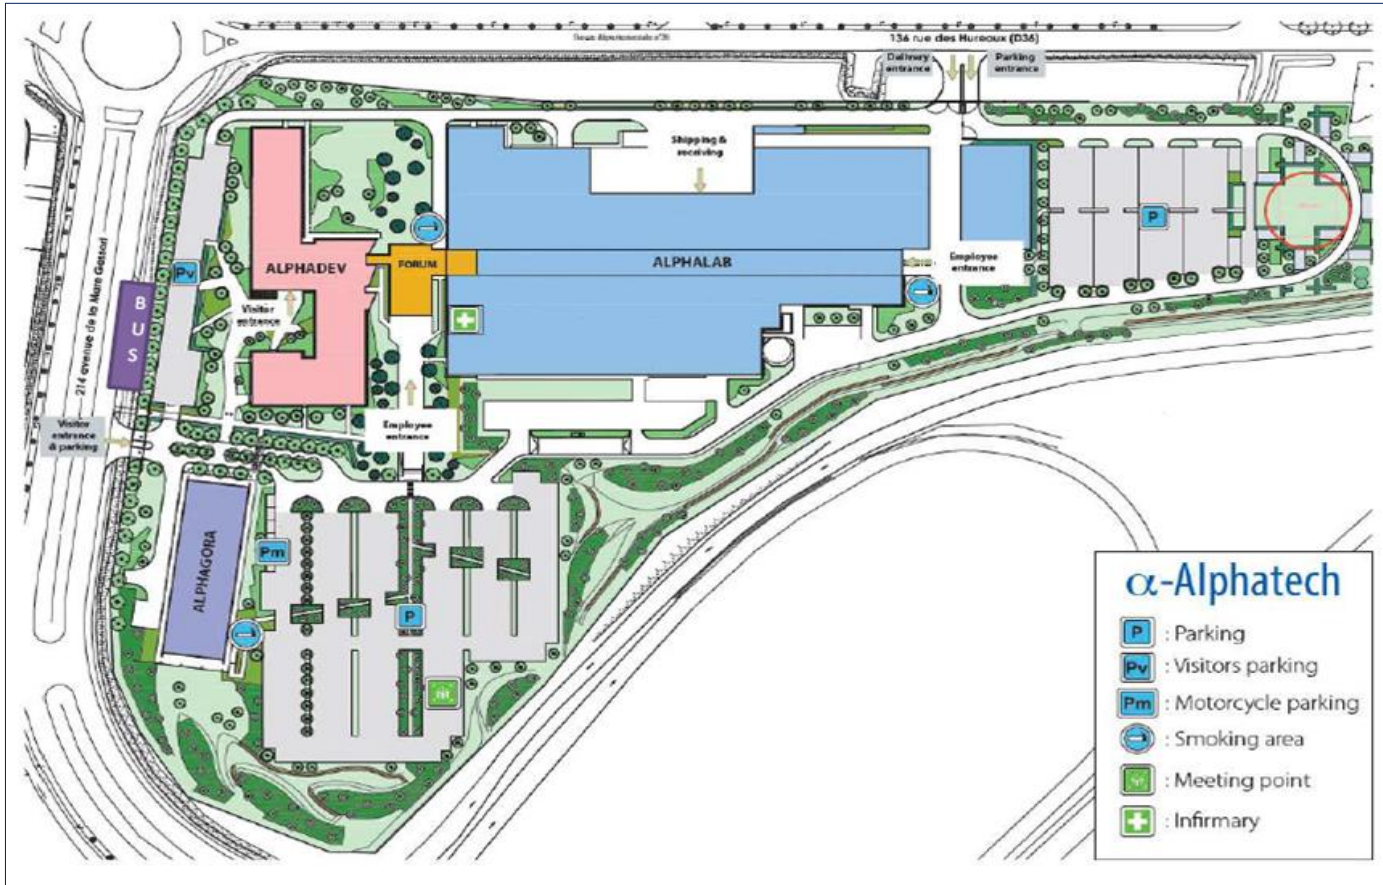 136 rue des Hureaux (D36)
Delivery
entrance
Parking
entrance
Shipping &
receiving
ALPHADEV
FORUM
ALPHALAB
Employee
entrance
P
Pv
Visitor
entrance
B
U
S
214 avenue de la Mare Gessart
Visitor
entrance
& parking
Employee
entrance
ALPHAGORA
Pm
P
α-Alphatech
P : Parking
Pv : Visitors parking
Pm : Motorcycle parking
: Smoking area
: Meeting point
: Infirmary